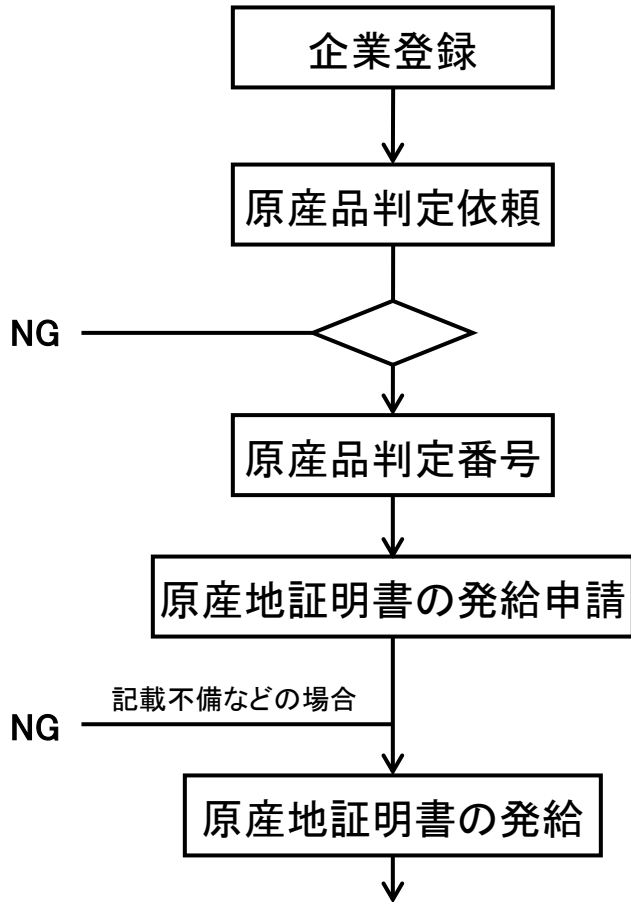 企業登録
原産品判定依頼
NG
原産品判定番号
原産地証明書の発給申請
記載不備などの場合
NG
原産地証明書の発給